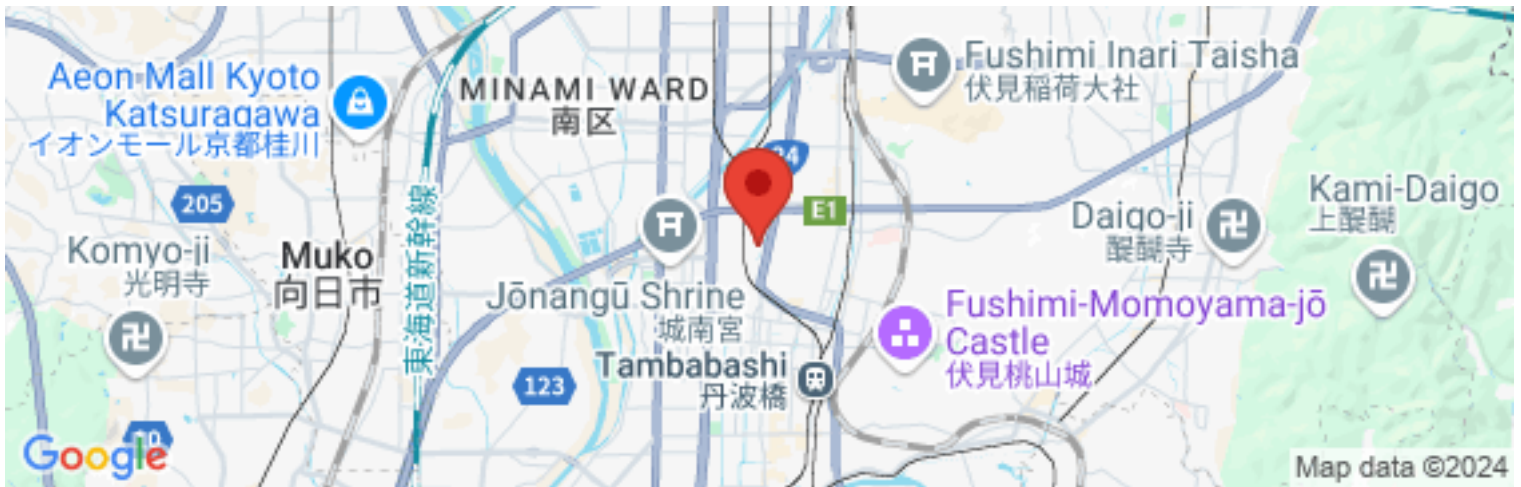 Aeon Mall Kyoto
Katsuragawa
イオンモール京都桂川
MINAMI WARD
南区
Fushimi Inari Taisha
伏見稲荷大社
24
205
E1
Kami-Daigo
上醍醐
Daigo-ji
醍醐寺
Komyo-ji
光明寺
Muko
向日市
東海道新幹線
Jōnangū Shrine
城南宮
Fushimi-Momoyama-jō
Castle
伏見桃山城
Tambabashi
丹波橋
123
Google
Map data ©2024